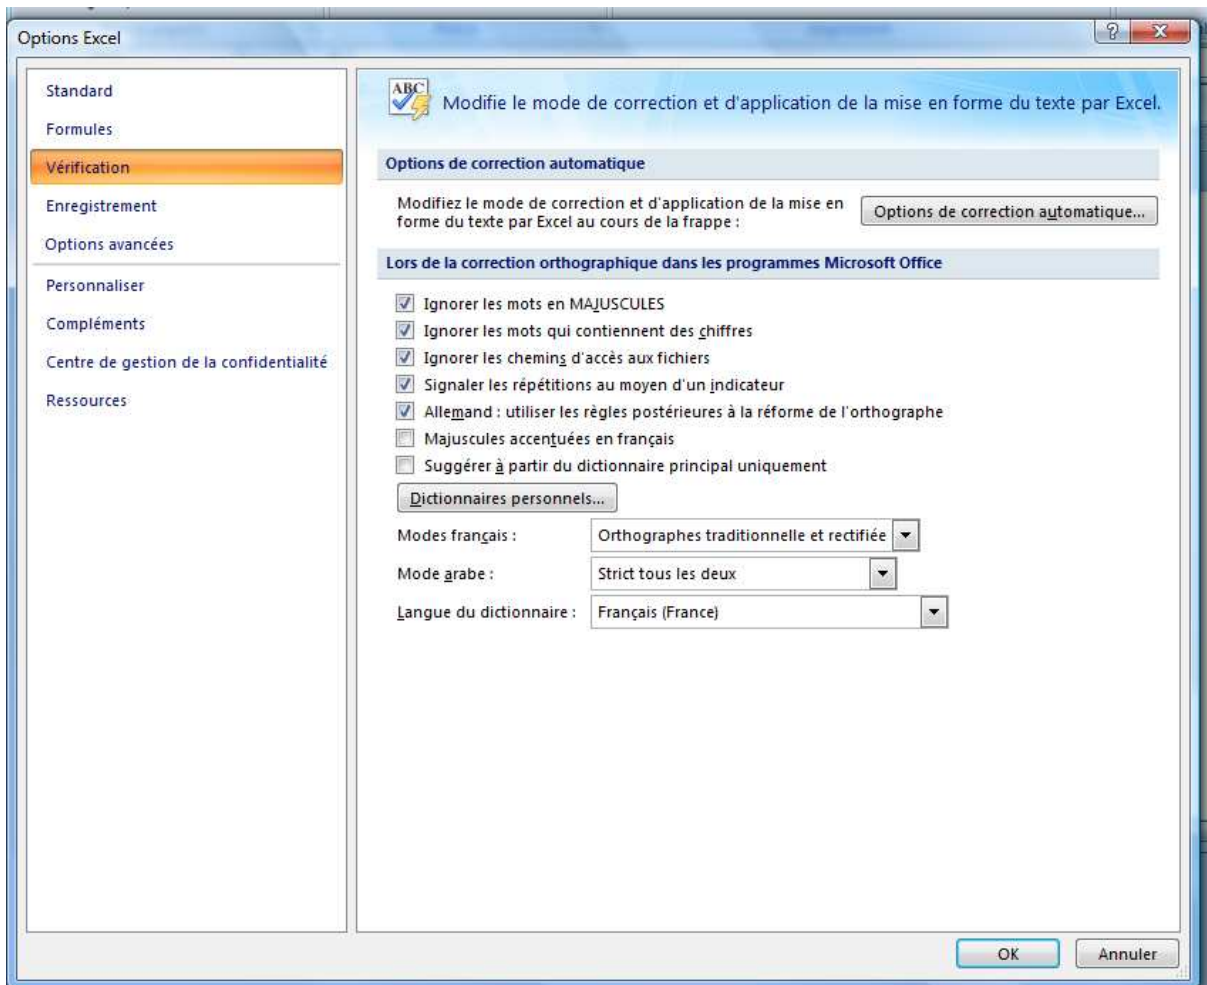 Options Excel
Standard
Formules
Vérification
Enregistrement
Options avancées
Personnaliser
Compléments
Centre de gestion de la confidentialité
Ressources
ABC
Modifie le mode de correction et d'application de la mise en forme du texte par Excel.
Options de correction automatique
Modifiez le mode de correction et d'application de la mise en
forme du texte par Excel au cours de la frappe :
Options de correction automatique...
Lors de la correction orthographique dans les programmes Microsoft Office
Ignorer les mots en MAJUSCULES
Ignorer les mots qui contiennent des chiffres
Ignorer les chemins d'accès aux fichiers
Signaler les répétitions au moyen d'un indicateur
Allemand : utiliser les règles postérieures à la réforme de l'orthographe
Majuscules accentuées en français
Suggérer à partir du dictionnaire principal uniquement
Dictionnaires personnels...
Modes français : Orthographes traditionnelle et rectifiée
Mode arabe : Strict tous les deux
Langue du dictionnaire : Français (France)
OK Annuler